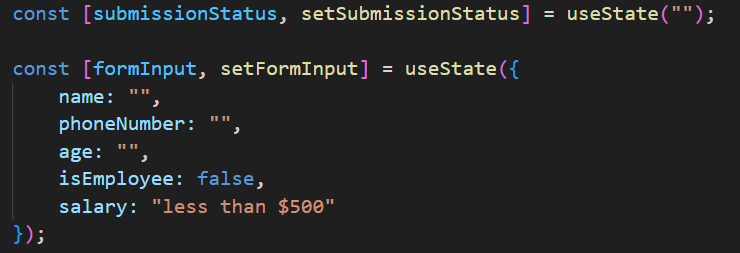 const [submissionStatus, setSubmissionStatus] = useState("");
const [formInput, setFormInput] = useState({
name: "",
phoneNumber: "",
age: "",
isEmployee: false,
salary: "less than $500"
});